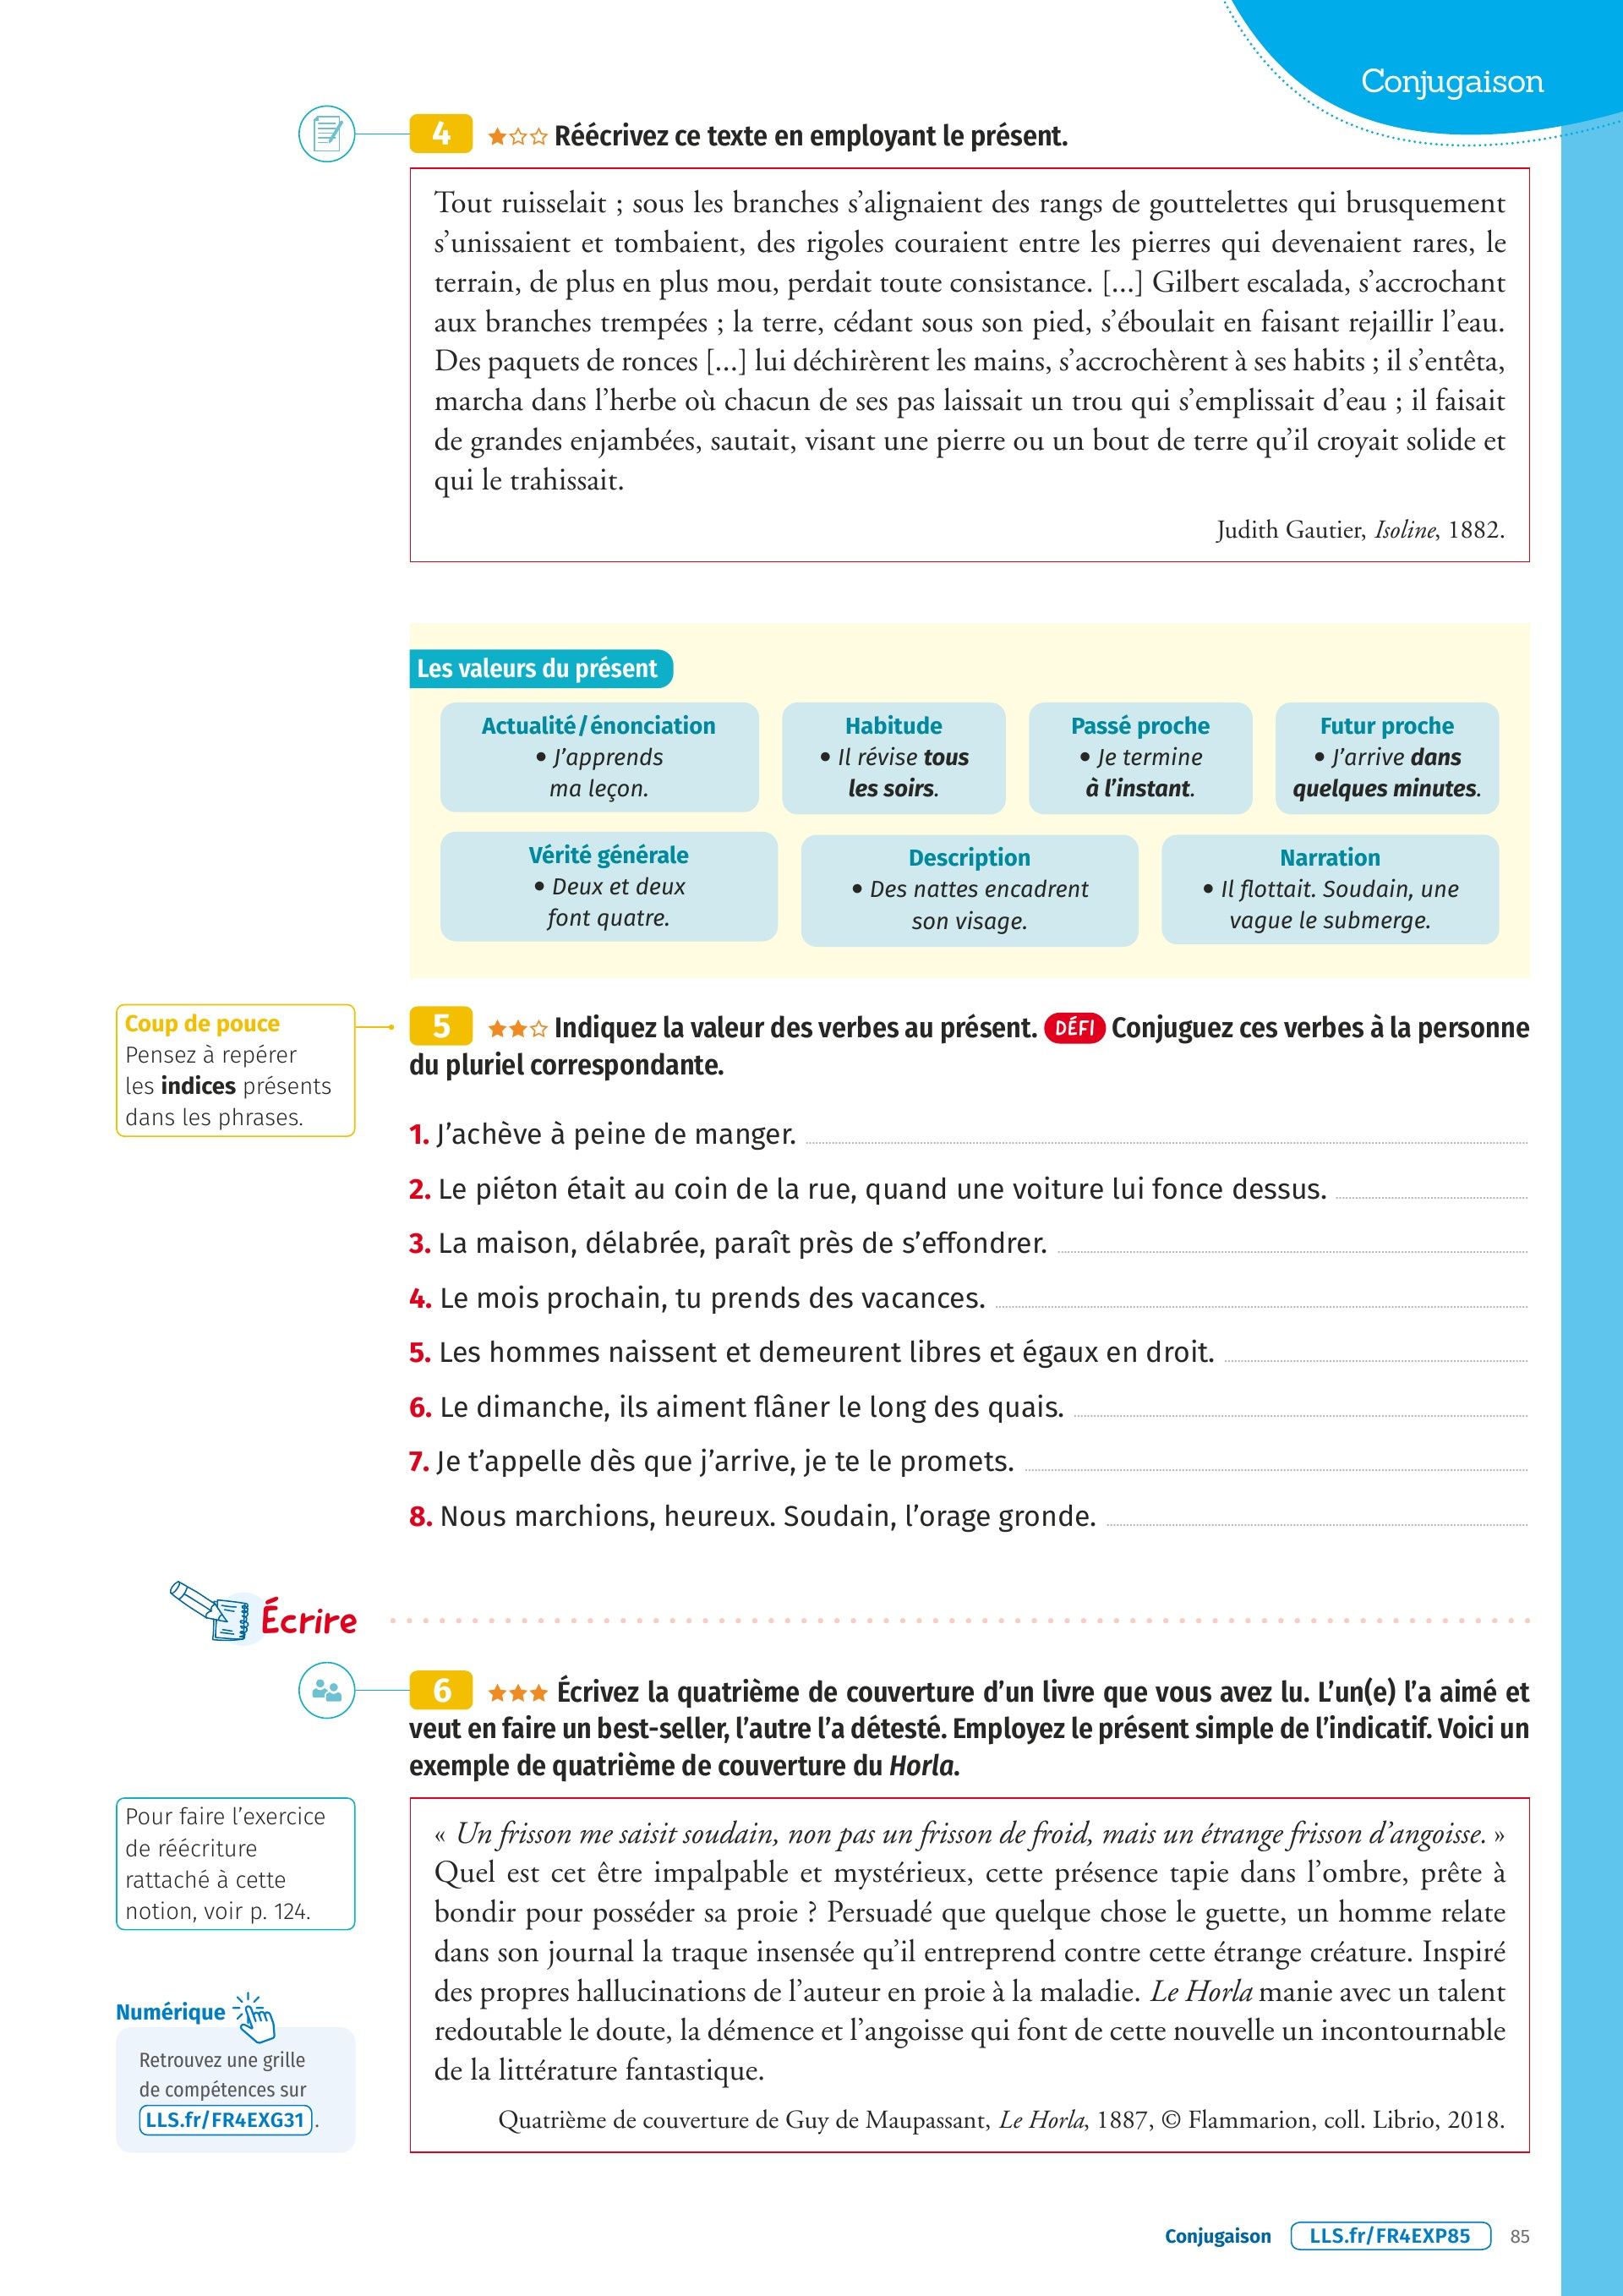 Conjugaison
4 Réécrivez ce texte en employant le présent.
Tout ruisselait ; sous les branches s’alignaient des rangs de gouttelettes qui brusquement
s’unissaient et tombaient, des rigoles couraient entre les pierres qui devenaient rares, le
terrain, de plus en plus mou, perdait toute consistance. [...] Gilbert escalada, s’accrochant
aux branches trempées ; la terre, cédant sous son pied, s’éboulait en faisant rejaillir l’eau.
Des paquets de ronces [...] lui déchirèrent les mains, s’accrochèrent à ses habits ; il s’entêta,
marcha dans l’herbe où chacun de ses pas laissait un trou qui s’emplissait d’eau ; il faisait
de grandes enjambées, sautait, visant une pierre ou un bout de terre qu’il croyait solide et
qui le trahissait.
Judith Gautier, Isoline, 1882.
Les valeurs du présent
Actualité / énonciation
• J’apprends
ma leçon.
Habitude
• Il révise tous
les soirs.
Passé proche
• Je termine
à l’instant.
Futur proche
• J’arrive dans
quelques minutes.
Vérité générale
• Deux et deux
font quatre.
Description
• Des nattes encadrent
son visage.
Narration
• Il flottait. Soudain, une
vague le submerge.
Coup de pouce
Pensez à repérer
les indices présents
dans les phrases.
5 Indiquez la valeur des verbes au présent. DÉFI Conjuguez ces verbes à la personne
du pluriel correspondante.
1. J’achève à peine de manger.
2. Le piéton était au coin de la rue, quand une voiture lui fonce dessus.
3. La maison, délabrée, paraît près de s’effondrer.
4. Le mois prochain, tu prends des vacances.
5. Les hommes naissent et demeurent libres et égaux en droit.
6. Le dimanche, ils aiment flâner le long des quais.
7. Je t’appelle dès que j’arrive, je te le promets.
8. Nous marchions, heureux. Soudain, l’orage gronde.
Écrire
6 Écrivez la quatrième de couverture d’un livre que vous avez lu. L’un(e) l’a aimé et
veut en faire un best-seller, l’autre l’a détesté. Employez le présent simple de l’indicatif. Voici un
exemple de quatrième de couverture du Horla.
Pour faire l’exercice
de réécriture
rattaché à cette
notion, voir p. 124.
« Un frisson me saisit soudain, non pas un frisson de froid, mais un étrange frisson d’angoisse. »
Quel est cet être impalpable et mystérieux, cette présence tapie dans l’ombre, prête à
bondir pour posséder sa proie ? Persuadé que quelque chose le guette, un homme relate
dans son journal la traque insensée qu’il entreprend contre cette étrange créature. Inspiré
des propres hallucinations de l’auteur en proie à la maladie. Le Horla manie avec un talent
redoutable le doute, la démence et l’angoisse qui font de cette nouvelle un incontournable
de la littérature fantastique.
Quatrième de couverture de Guy de Maupassant, Le Horla, 1887, © Flammarion, coll. Librio, 2018.
Numérique
Retrouvez une grille
de compétences sur
LLS.fr/FR4EXG31.
Conjugaison LLS.fr/FR4EXP85 85